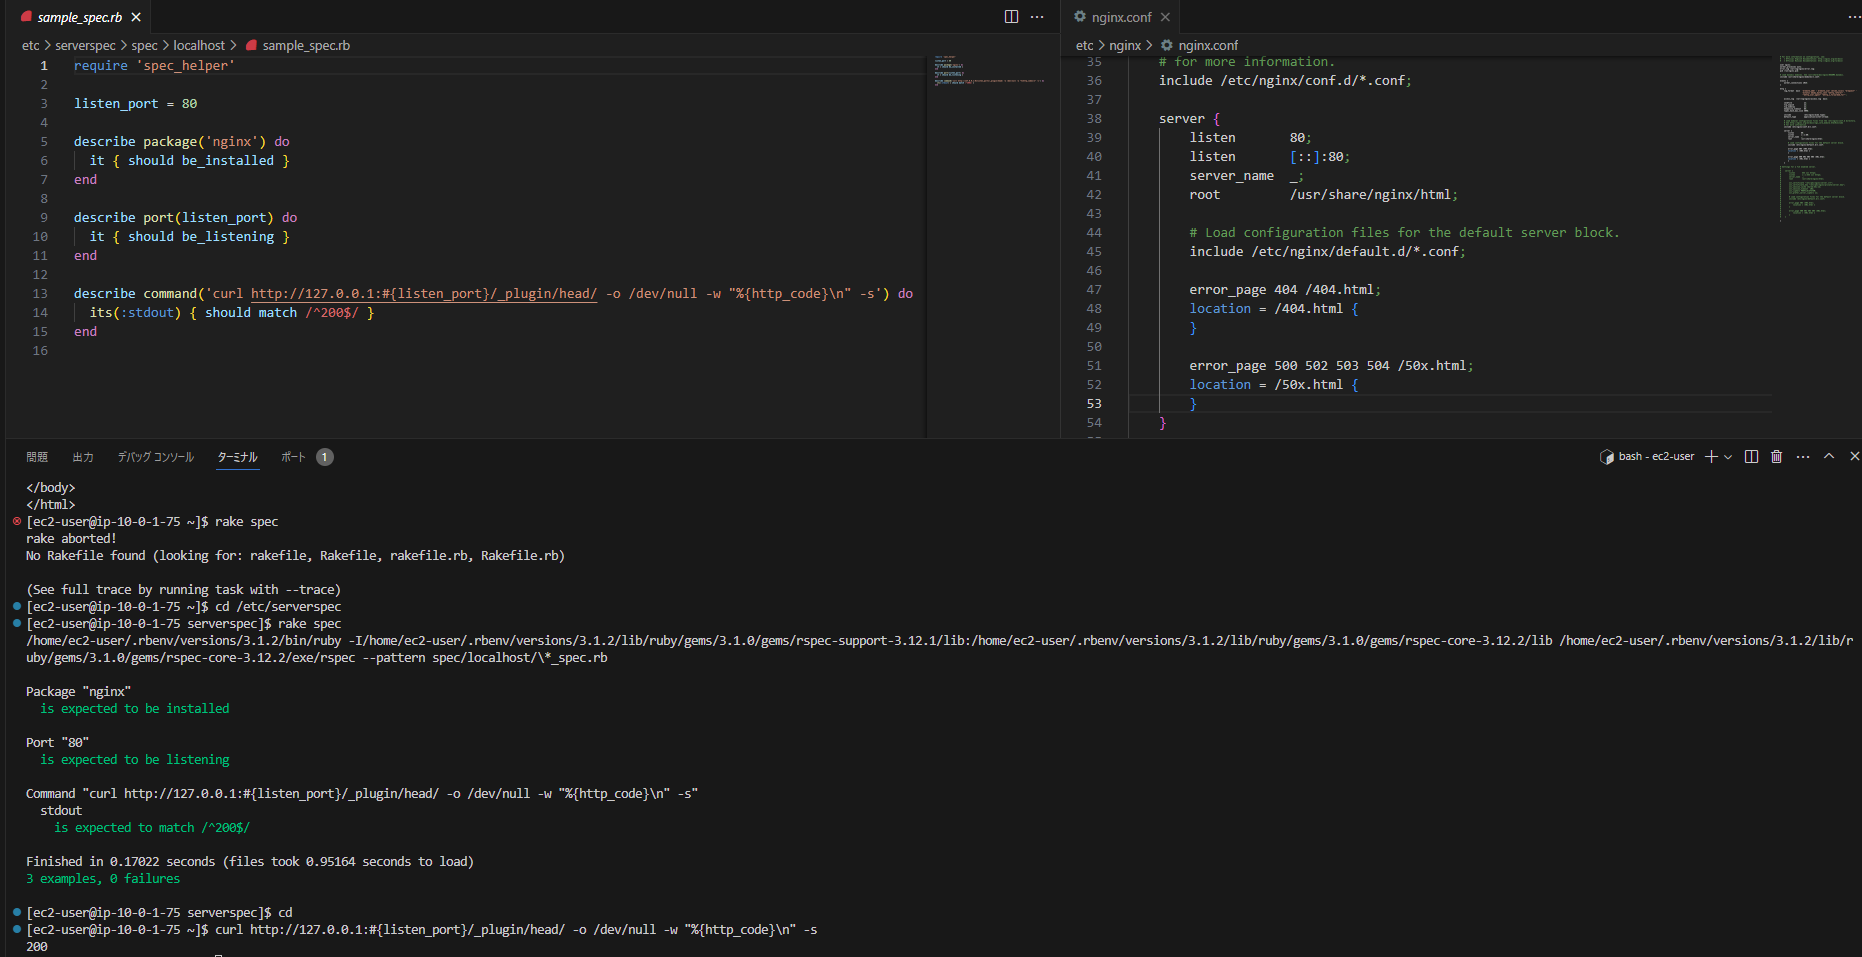 sample_spec.rb
etc > serverspec > spec > localhost > sample_spec.rb
1 require 'spec_helper'
2
3 listen_port = 80
4
5 describe package('nginx') do
6 it { should be_installed }
7 end
8
9 describe port(listen_port) do
10 it { should be_listening }
11 end
12
13 describe command('curl http://127.0.0.1:#{listen_port}/_plugin/head/ -o /dev/null -w "%{http_code}\n" -s') do
14 its(:stdout) { should match /^200$/ }
15 end
16
nginx.conf
etc > nginx > nginx.conf
35 # for more information.
36 include /etc/nginx/conf.d/*.conf;
37
38 server {
39 listen 80;
40 listen [::]:80;
41 server_name _;
42 root /usr/share/nginx/html;
43
44 # Load configuration files for the default server block.
45 include /etc/nginx/default.d/*.conf;
46
47 error_page 404 /404.html;
48 location = /404.html {
49 }
50
51 error_page 500 502 503 504 /50x.html;
52 location = /50x.html {
53 }
54 }
問題 出力 デバッグ コンソール ターミナル ポート 1
bash - ec2-user
</body>
</html>
[ec2-user@ip-10-0-1-75 ~]$ rake spec
rake aborted!
No Rakefile found (looking for: rakefile, Rakefile, rakefile.rb, Rakefile.rb)
(See full trace by running task with --trace)
[ec2-user@ip-10-0-1-75 ~]$ cd /etc/serverspec
[ec2-user@ip-10-0-1-75 serverspec]$ rake spec
/home/ec2-user/.rbenv/versions/3.1.2/bin/ruby -I/home/ec2-user/.rbenv/versions/3.1.2/lib/ruby/gems/3.1.0/gems/rspec-support-3.12.1/lib:/home/ec2-user/.rbenv/versions/3.1.2/lib/ruby/gems/3.1.0/gems/rspec-core-3.12.2/lib /home/ec2-user/.rbenv/versions/3.1.2/lib/r
uby/gems/3.1.0/gems/rspec-core-3.12.2/exe/rspec --pattern spec/localhost/\*_spec.rb
Package "nginx"
is expected to be installed
Port "80"
is expected to be listening
Command "curl http://127.0.0.1:#{listen_port}/_plugin/head/ -o /dev/null -w "%{http_code}\n" -s"
stdout
is expected to match /^200$/
Finished in 0.17022 seconds (files took 0.95164 seconds to load)
3 examples, 0 failures
[ec2-user@ip-10-0-1-75 serverspec]$ cd
[ec2-user@ip-10-0-1-75 ~]$ curl http://127.0.0.1:#{listen_port}/_plugin/head/ -o /dev/null -w "%{http_code}\n" -s
200